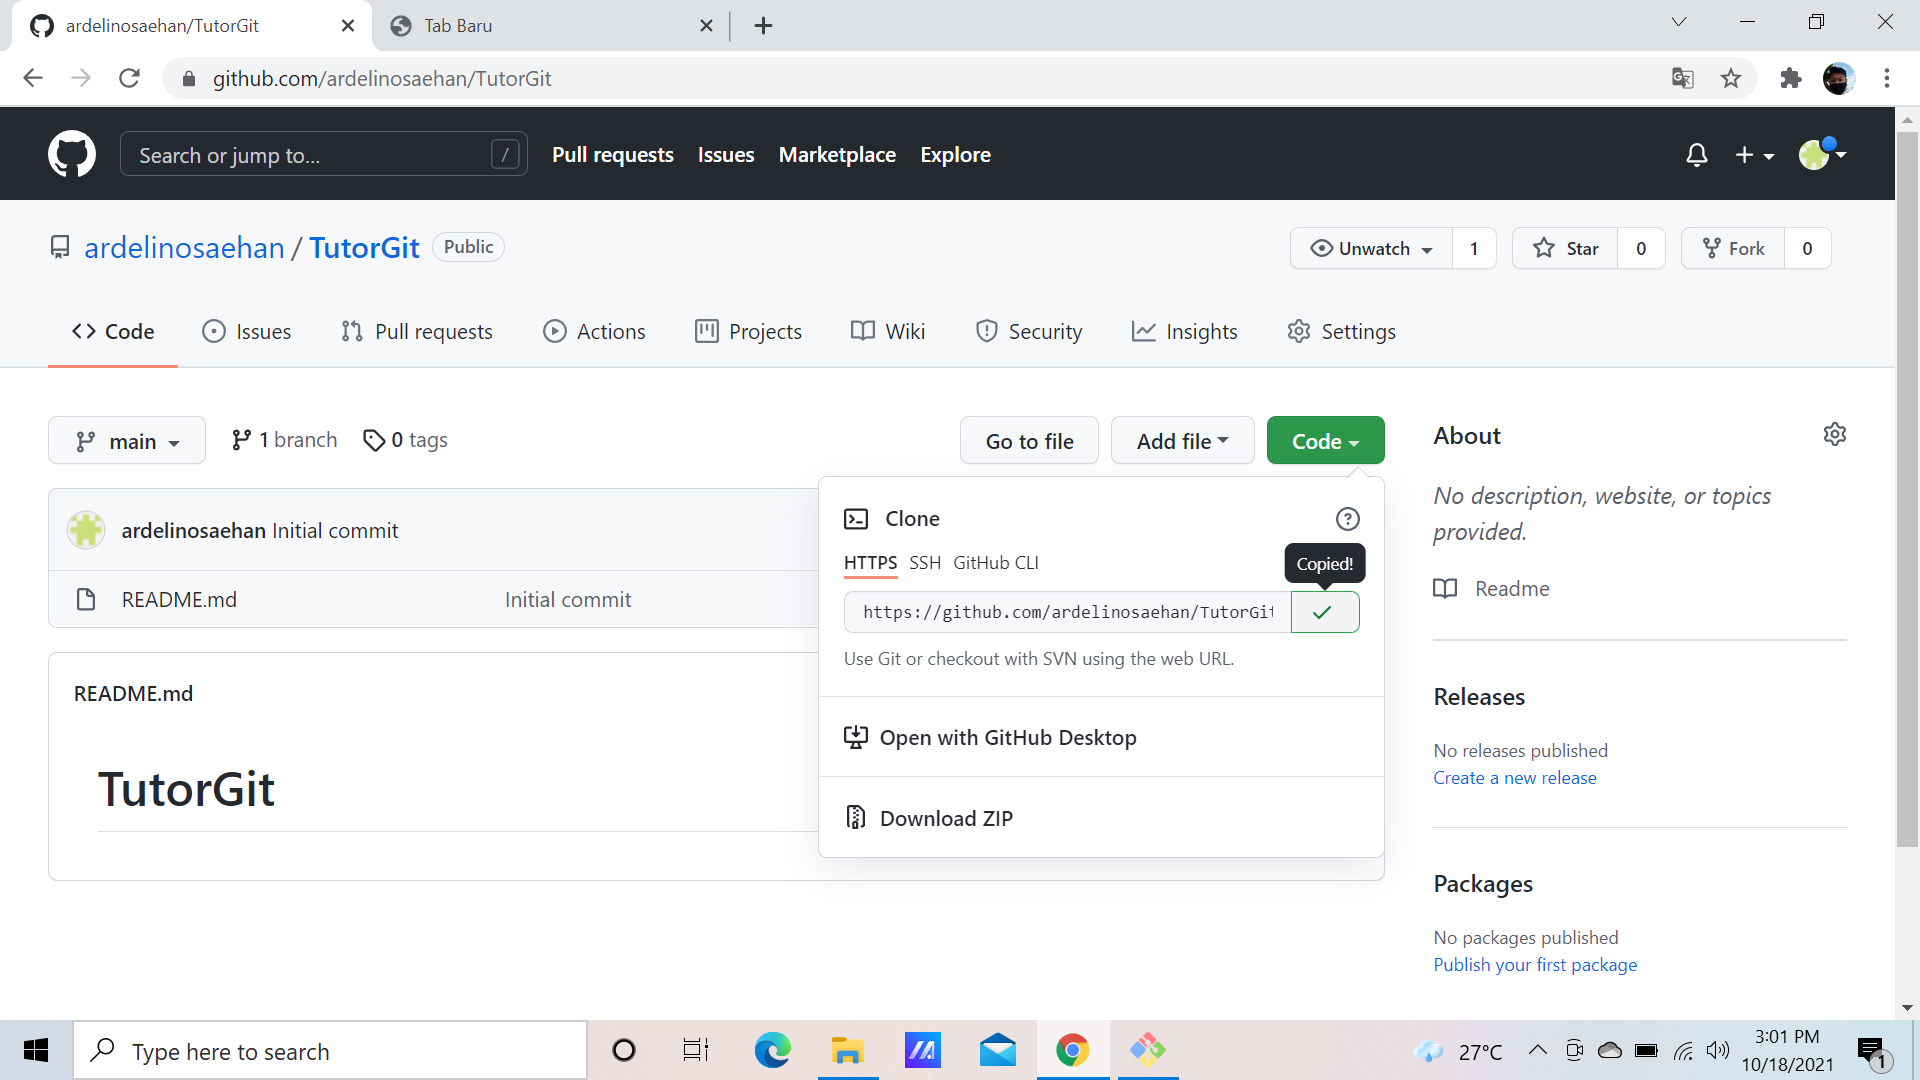 ardelinosaehan/TutorGit
Tab Baru
github.com/ardelinosaehan/TutorGit
Search or jump to...
/
Pull requests
Issues
Marketplace
Explore
ardelinosaehan / TutorGit
Public
Unwatch
1
Star
0
Fork
0
Code
Issues
Pull requests
Actions
Projects
Wiki
Security
Insights
Settings
main
1 branch
0 tags
Go to file
Add file
Code
About
No description, website, or topics
provided.
Readme
ardelinosaehan Initial commit
README.md
Initial commit
Clone
HTTPS
SSH
GitHub CLI
Copied!
https://github.com/ardelinosaehan/TutorGit
Use Git or checkout with SVN using the web URL.
Open with GitHub Desktop
Download ZIP
README.md
TutorGit
Releases
No releases published
Create a new release
Packages
No packages published
Publish your first package
Type here to search
27°C
3:01 PM
10/18/2021
1